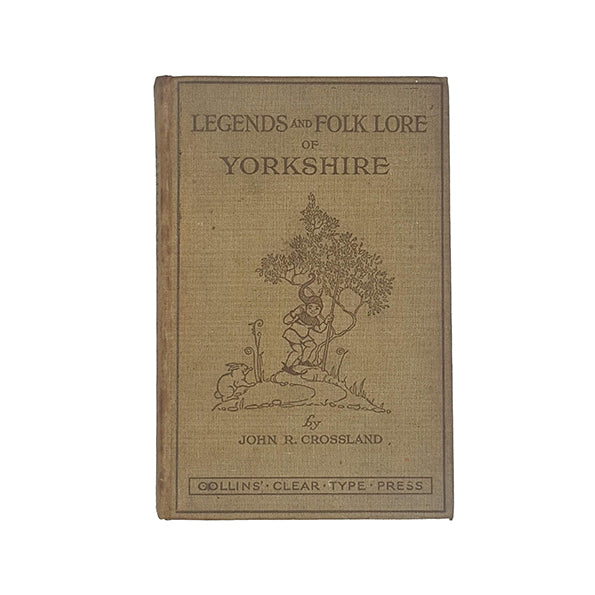 LEGENDS AND FOLK LORE
OF
YORKSHIRE
by
JOHN R. CROSSLAND
COLLINS' · CLEAR · TYPE · PRESS